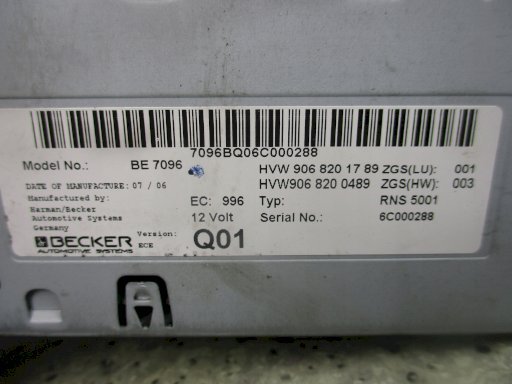 7096BQ06C000288
Model No.: BE 7096 HVW 906 820 17 89 ZGS(LU): 001
DATE OF MANUFACTURE: 07 / 06 HVW906 820 0489 ZGS(HW): 003
Manufactured by: EC: 996 Typ: RNS 5001
Harman/Becker
Automotive Systems 12 Volt Serial No.: 6C000288
Germany
BECKER Version: Q01
AUTOMOTIVE SYSTEMS ECE